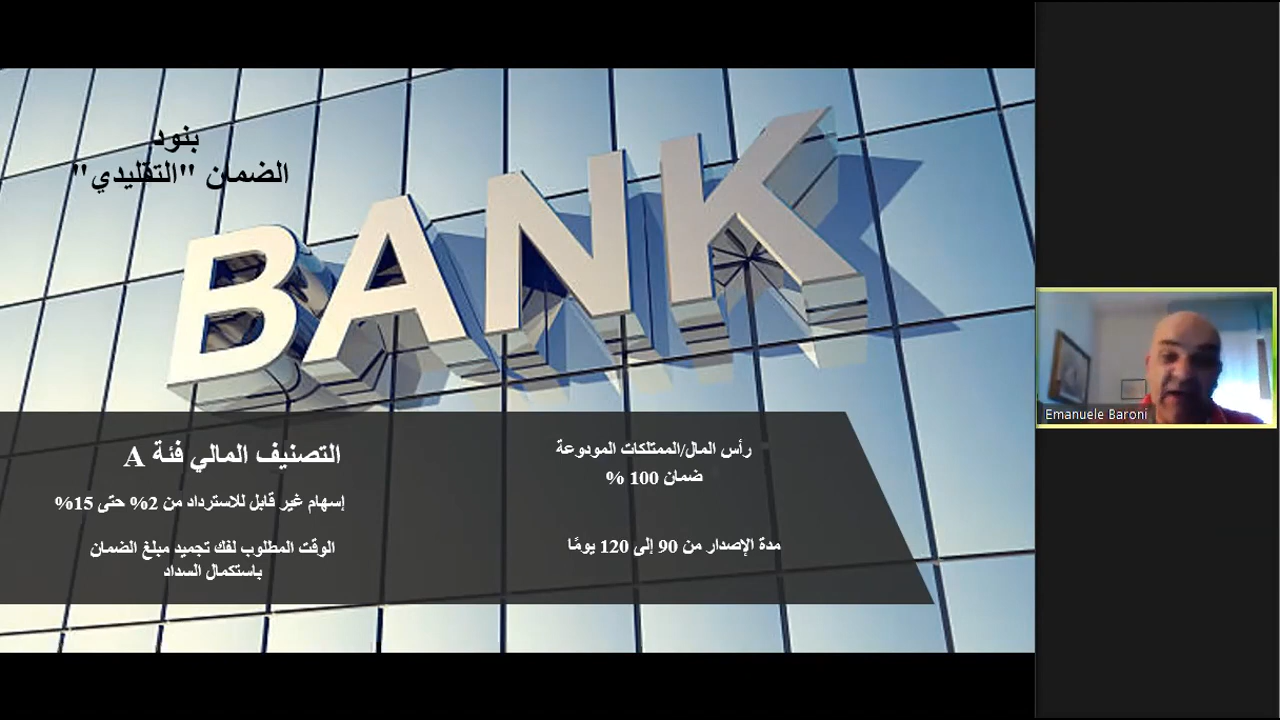 بنود
الضمان "التقليدي"
BANK
رأس المال/الممتلكات المودوعة
ضمان 100 %
مدة الإصدار من 90 إلى 120 يومًا
التصنيف المالي فئة A
إسهام غير قابل للاسترداد من 2% حتى 15%
الوقت المطلوب لفك تجميد مبلغ الضمان
باستكمال السداد
Emanuele Baroni